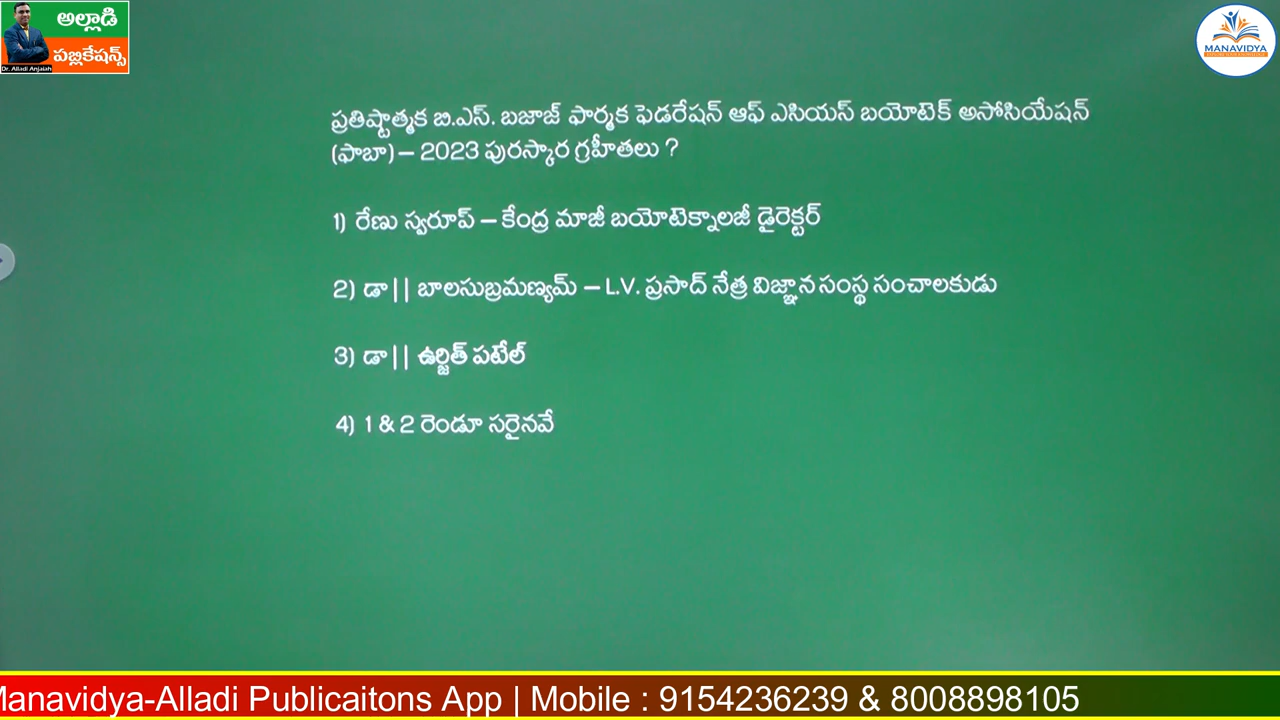 అల్లాడి
పబ్లికేషన్స్
Dr. Alladi Anjaiah
MANAVIDYA
ప్రతిష్టాత్మక బి.ఎస్. బజాజ్ ఫార్మక ఫెడరేషన్ ఆఫ్ ఎసియస్ బయోటెక్ అసోసియేషన్
(ఫాబా) – 2023 పురస్కార గ్రహీతలు ?
1) రేణు స్వరూప్ – కేంద్ర మాజీ బయోటెక్నాలజీ డైరెక్టర్
2) డా|| బాలసుబ్రమణ్యమ్ – L.V. ప్రసాద్ నేత్ర విజ్ఞాన సంస్థ సంచాలకుడు
3) డా|| ఉర్జిత్ పటేల్
4) 1 & 2 రెండూ సరైనవే
Manavidya-Alladi Publicaitons App | Mobile : 9154236239 & 8008898105